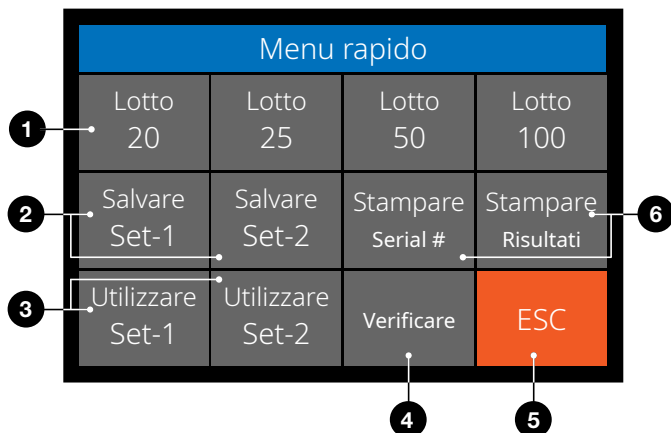 Menu rapido
Lotto Lotto Lotto Lotto
1 20 25 50 100
Salvare Salvare Stampare Stampare
2 Set-1 Set-2 Serial # Risultati 6
Utilizzare Utilizzare
3 Set-1 Set-2 Verificare ESC
4 5